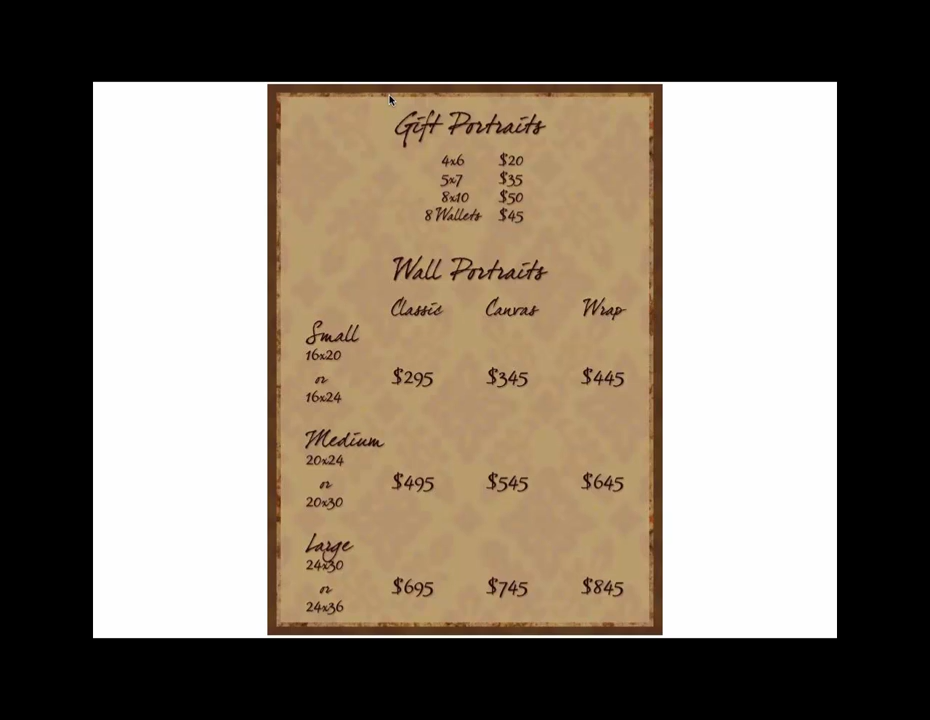 Gift Portraits
4x6 $20
5x7 $35
8x10 $50
8 Wallets $45
Wall Portraits
Classic Canvas Wrap
Small
16x20
or $295 $345 $445
16x24
Medium
20x24
or $495 $545 $645
20x30
Large
24x30
or $695 $745 $845
24x36